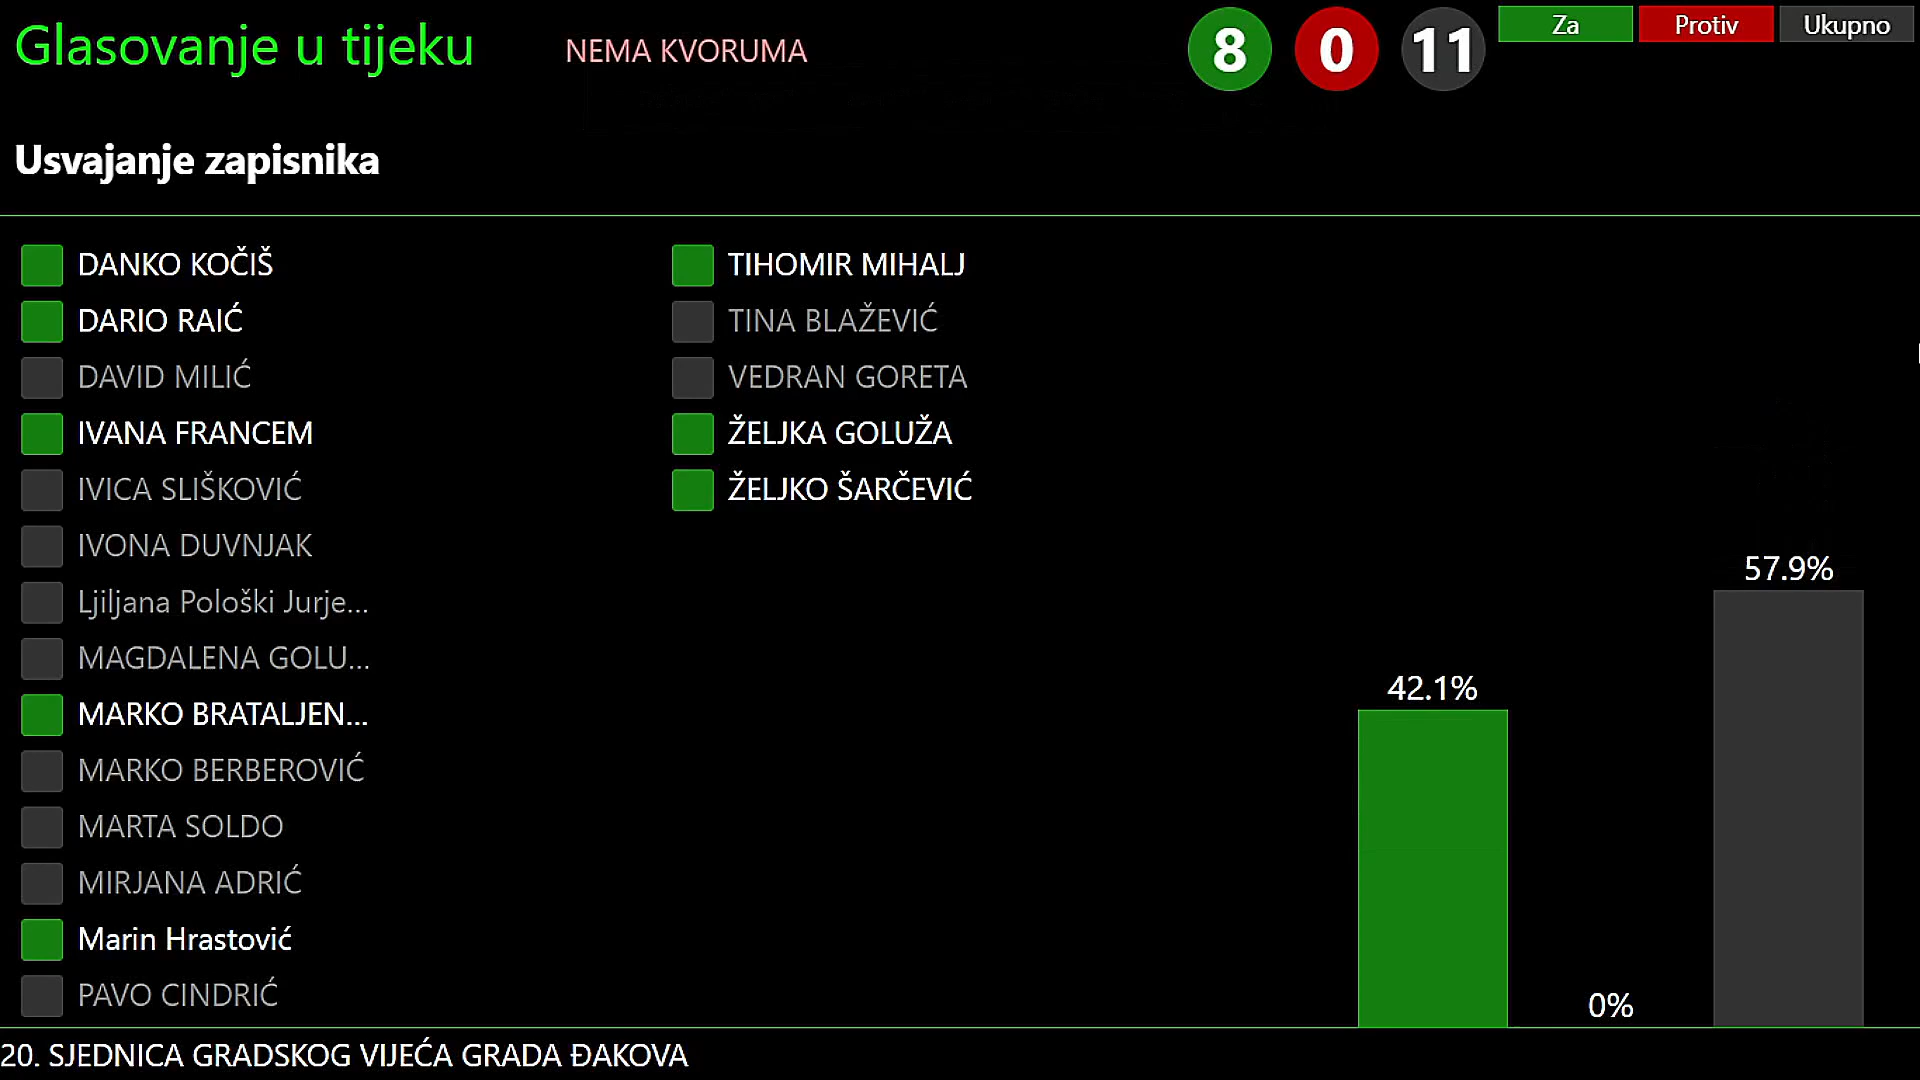 Glasovanje u tijeku
NEMA KVORUMA
8 0 11
Za Protiv Ukupno
Usvajanje zapisnika
DANKO KOČIŠ
DARIO RAIĆ
DAVID MILIĆ
IVANA FRANCEM
IVICA SLIŠKOVIĆ
IVONA DUVNJAK
Ljiljana Pološki Jurje...
MAGDALENA GOLU...
MARKO BRATALJEN...
MARKO BERBEROVIĆ
MARTA SOLDO
MIRJANA ADRIĆ
Marin Hrastović
PAVO CINDRIĆ
TIHOMIR MIHALJ
TINA BLAŽEVIĆ
VEDRAN GORETA
ŽELJKA GOLUŽA
ŽELJKO ŠARČEVIĆ
42.1%
0%
57.9%
20. SJEDNICA GRADSKOG VIJEĆA GRADA ĐAKOVA